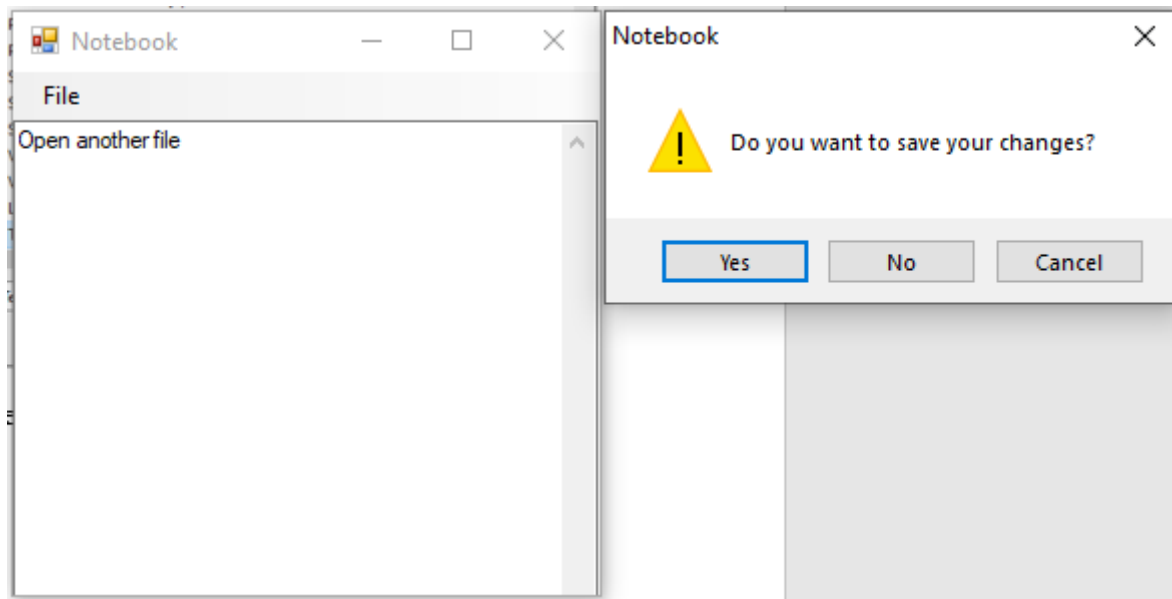 Notebook
File
Open another file
Notebook
Do you want to save your changes?
Yes No Cancel